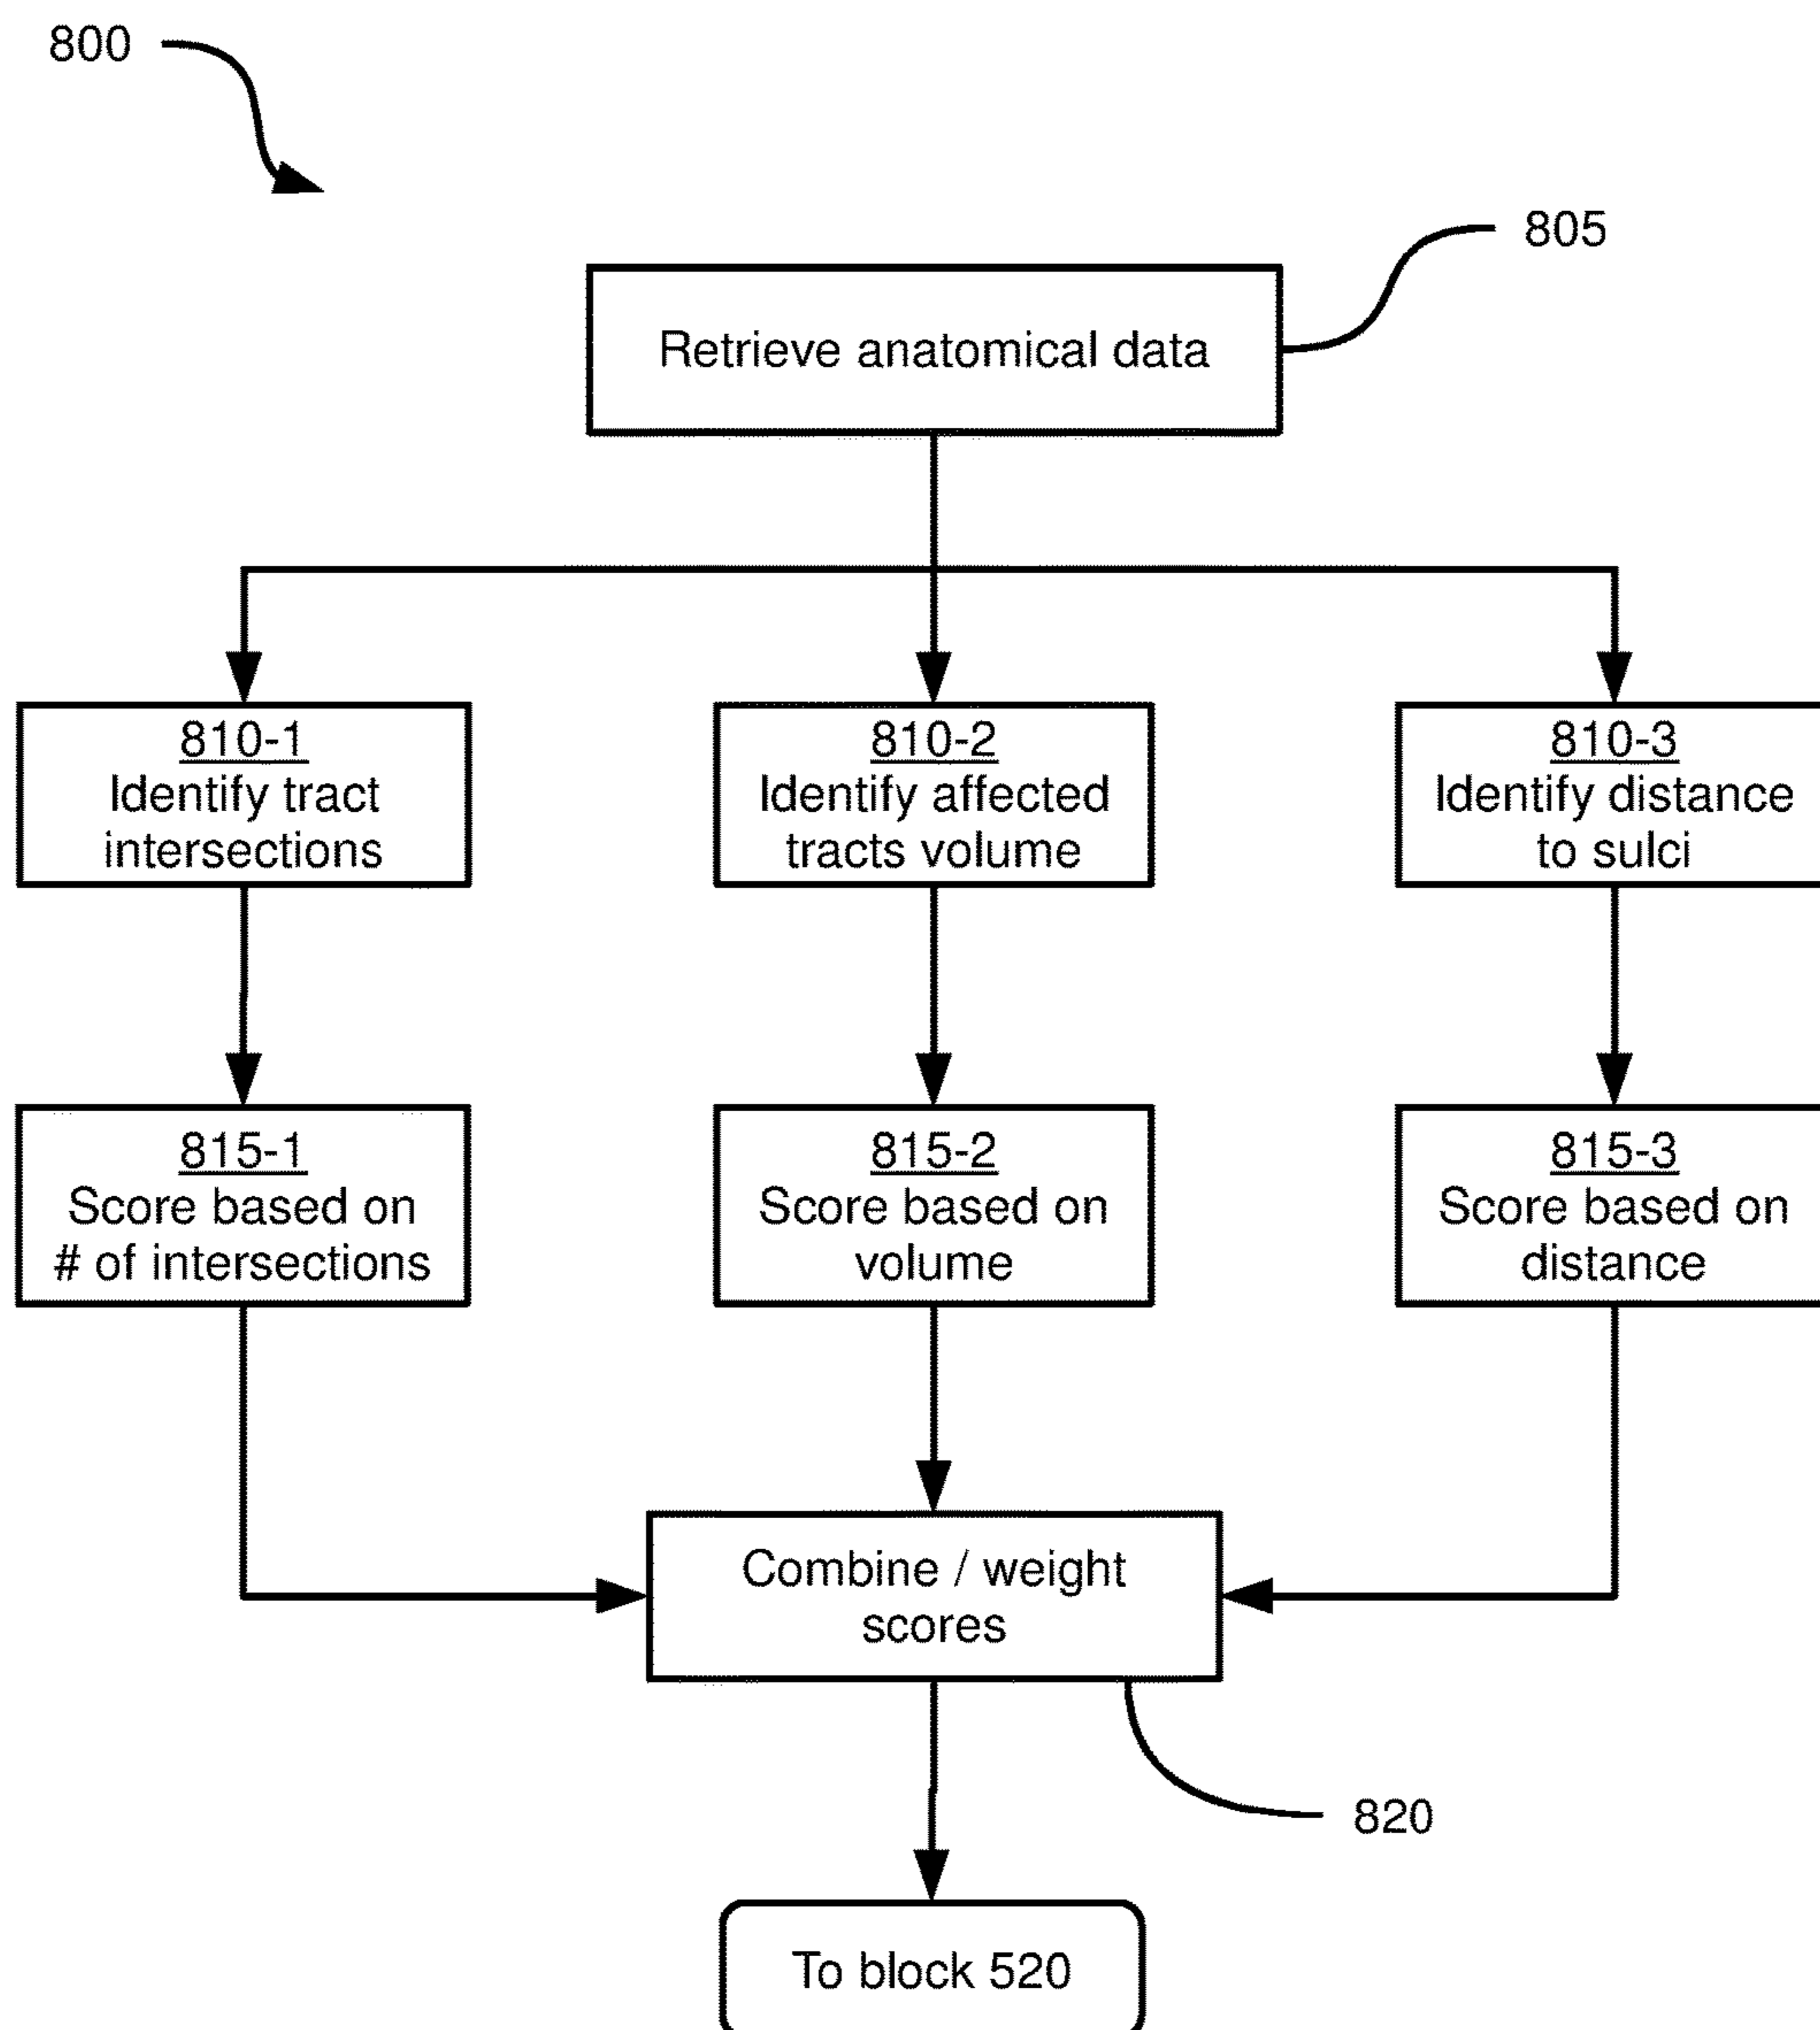 800
805
Retrieve anatomical data
810-1
Identify tract
intersections
810-2
Identify affected
tracts volume
810-3
Identify distance
to sulci
815-1
Score based on
# of intersections
815-2
Score based on
volume
815-3
Score based on
distance
Combine / weight
scores
820
To block 520